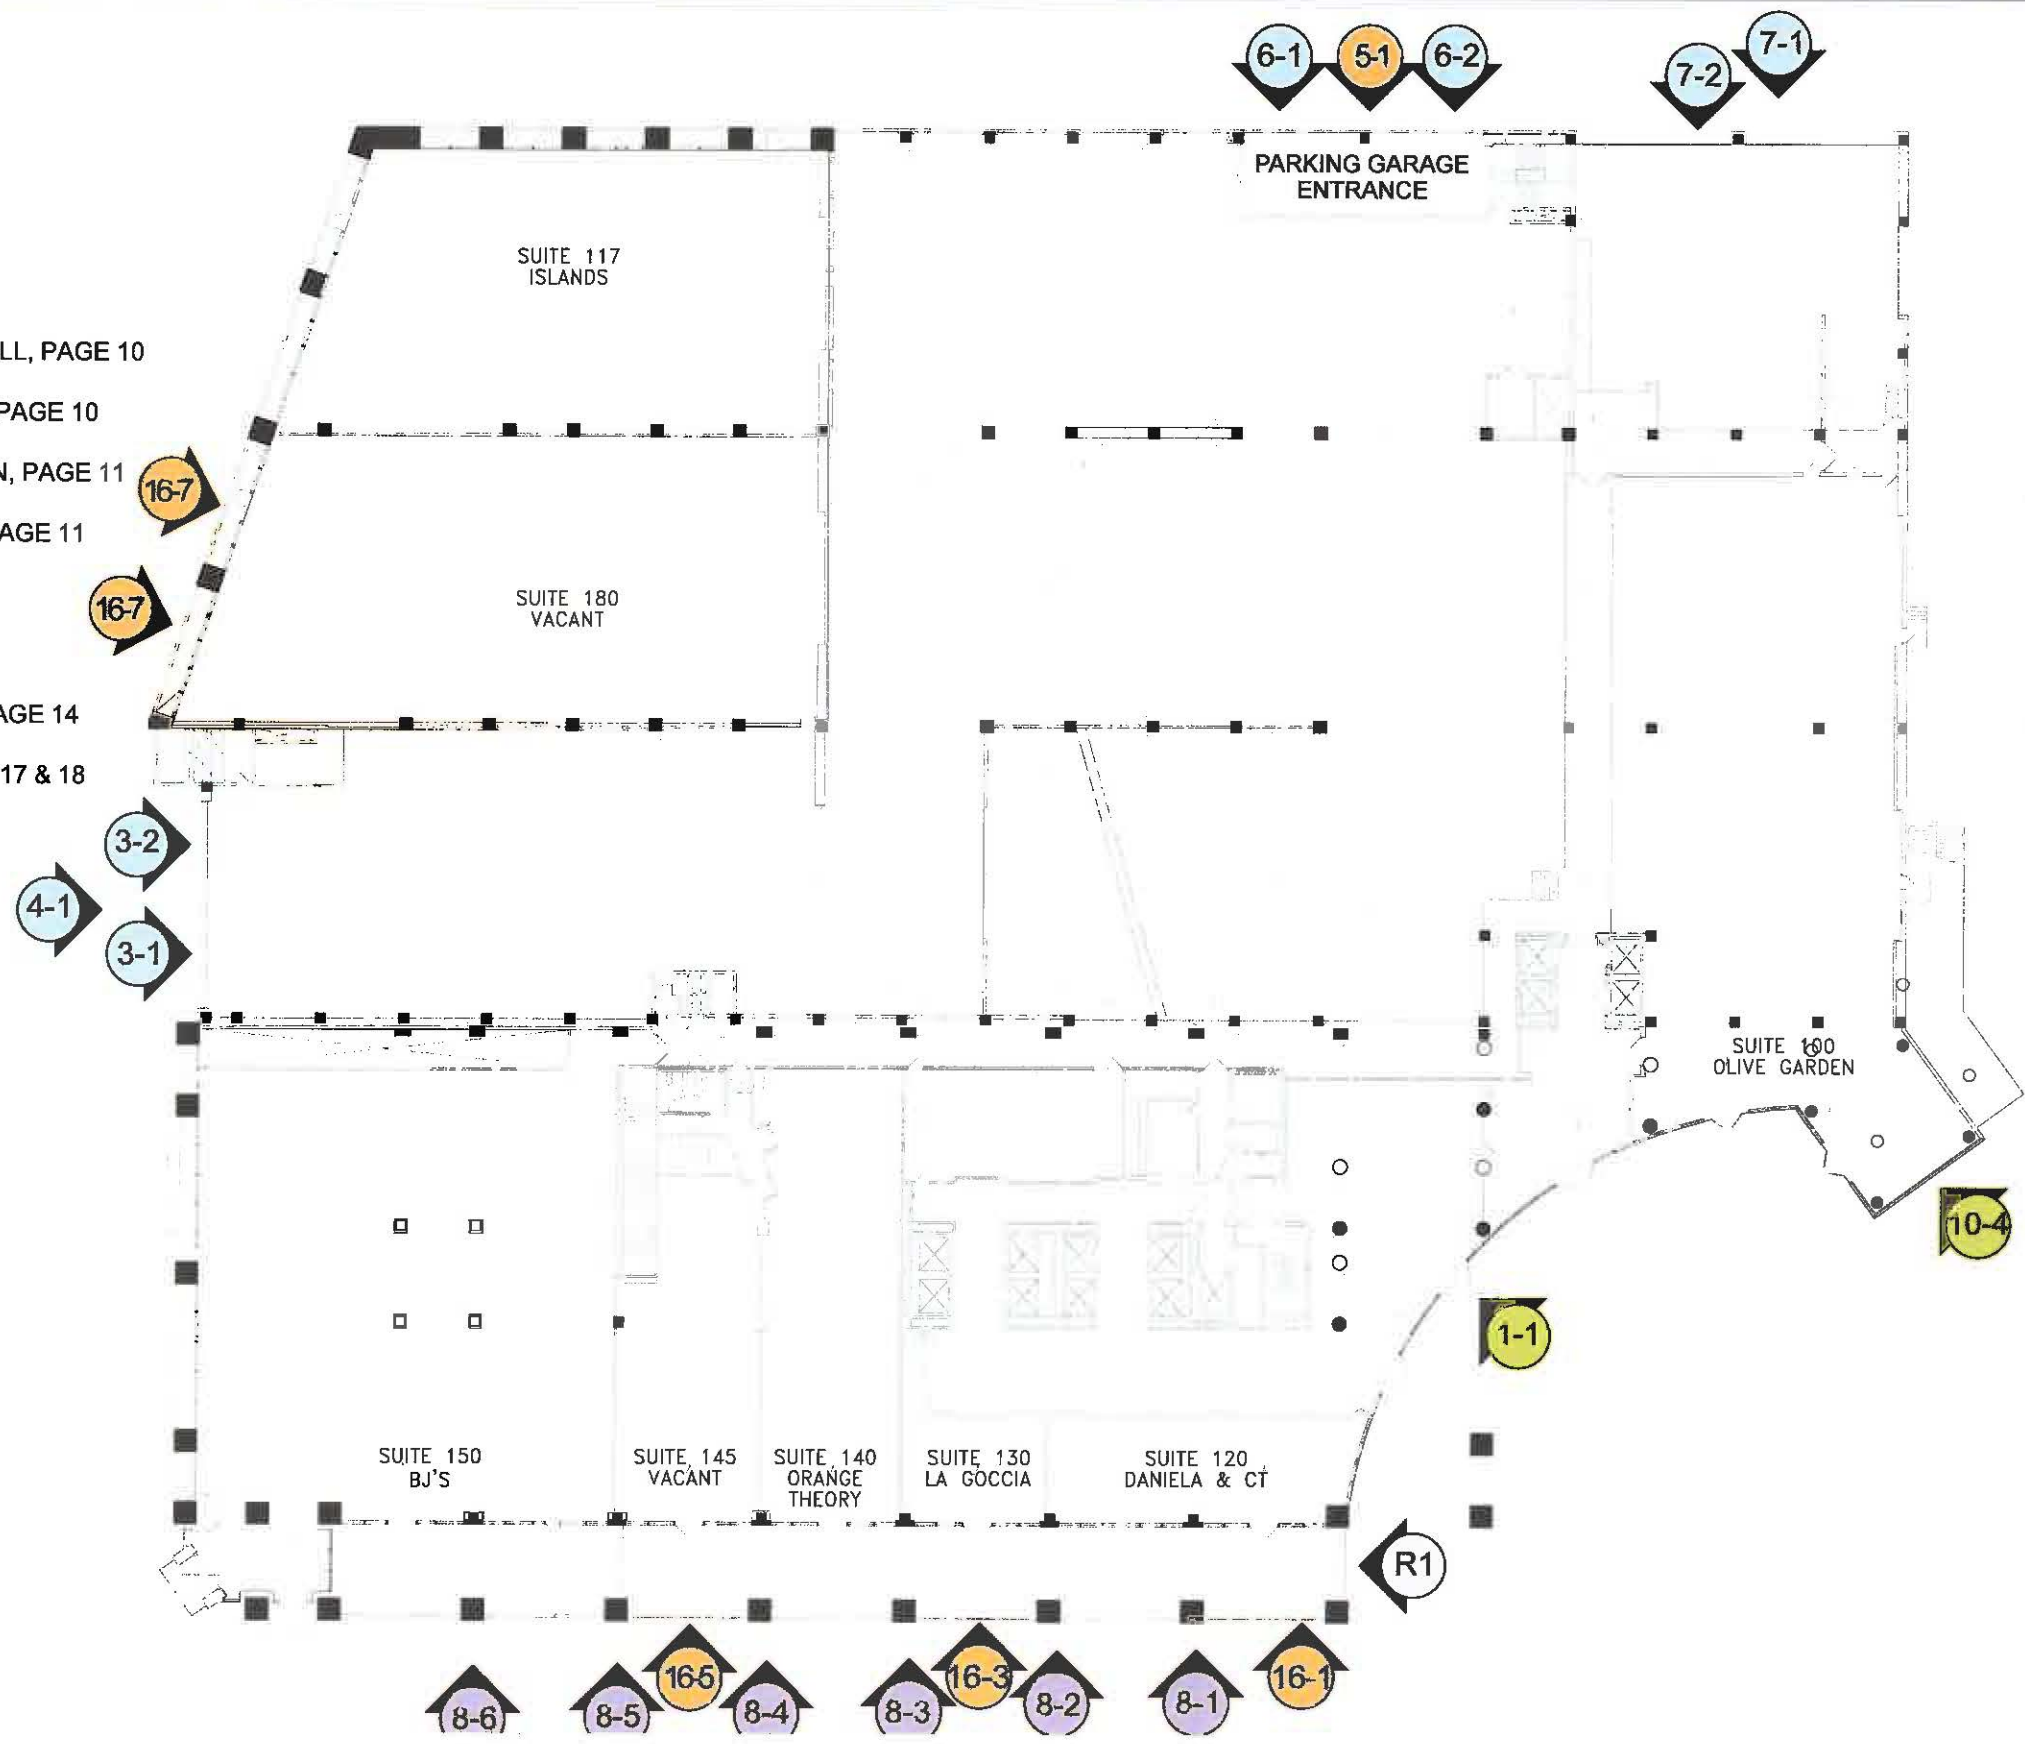 6-1
5-1
6-2
7-2
7-1
PARKING GARAGE
ENTRANCE
SUITE 117
ISLANDS
LL, PAGE 10
PAGE 10
N, PAGE 11
16-7
AGE 11
16-7
SUITE 180
VACANT
AGE 14
17 & 18
3-2
4-1
3-1
SUITE 100
OLIVE GARDEN
10-4
1-1
SUITE 150
BJ'S
SUITE 145
VACANT
SUITE 140
ORANGE
THEORY
SUITE 130
LA GOCCIA
SUITE 120
DANIELA & CT
R1
8-6
8-5
16-5
8-4
8-3
16-3
8-2
8-1
16-1